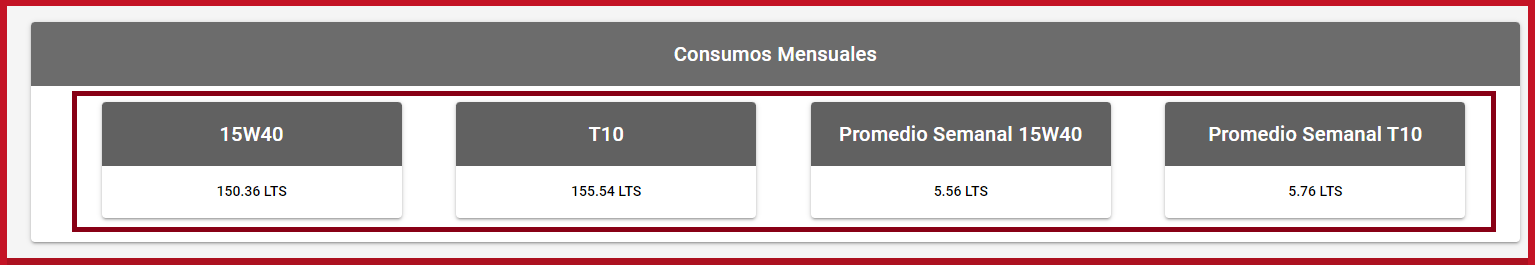 Consumos Mensuales
15W40
T10
Promedio Semanal 15W40
Promedio Semanal T10
150.36 LTS
155.54 LTS
5.56 LTS
5.76 LTS